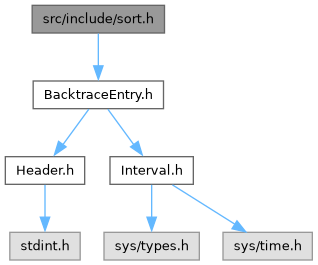 src/include/sort.h
BacktraceEntry.h
Header.h
Interval.h
stdint.h
sys/types.h
sys/time.h